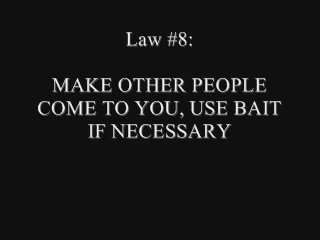 Law #8:
MAKE OTHER PEOPLE
COME TO YOU, USE BAIT
IF NECESSARY